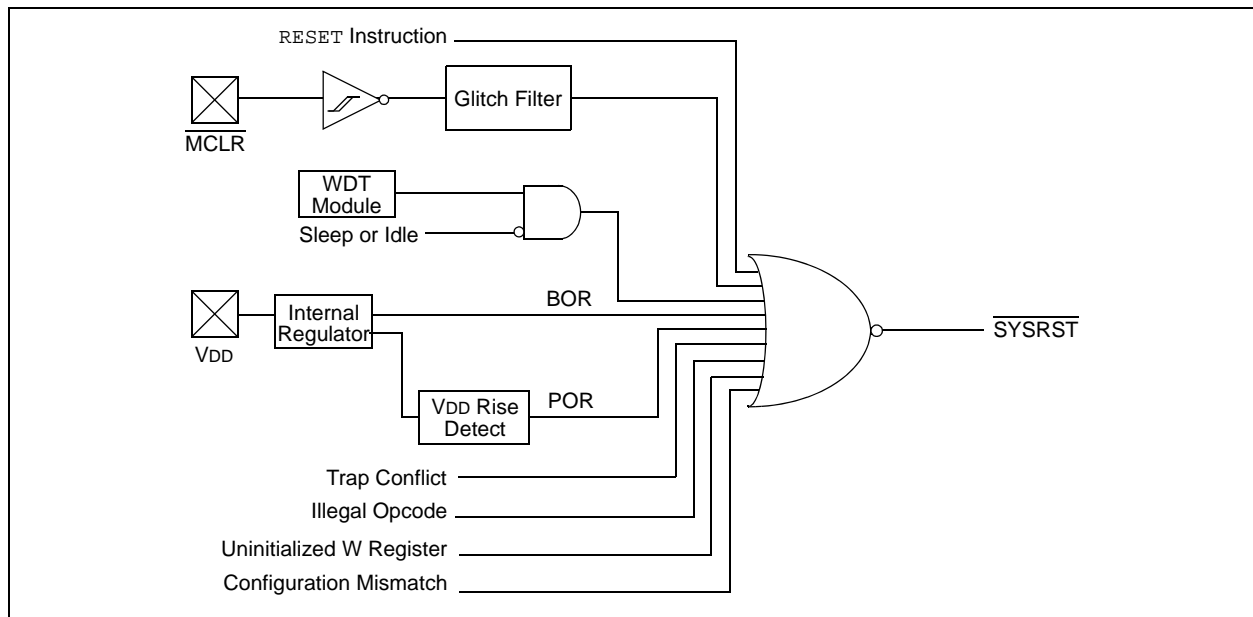 RESET Instruction
Glitch Filter
MCLR
WDT
Module
Sleep or Idle
BOR
Internal
Regulator
VDD
SYSRST
POR
VDD Rise
Detect
Trap Conflict
Illegal Opcode
Uninitialized W Register
Configuration Mismatch